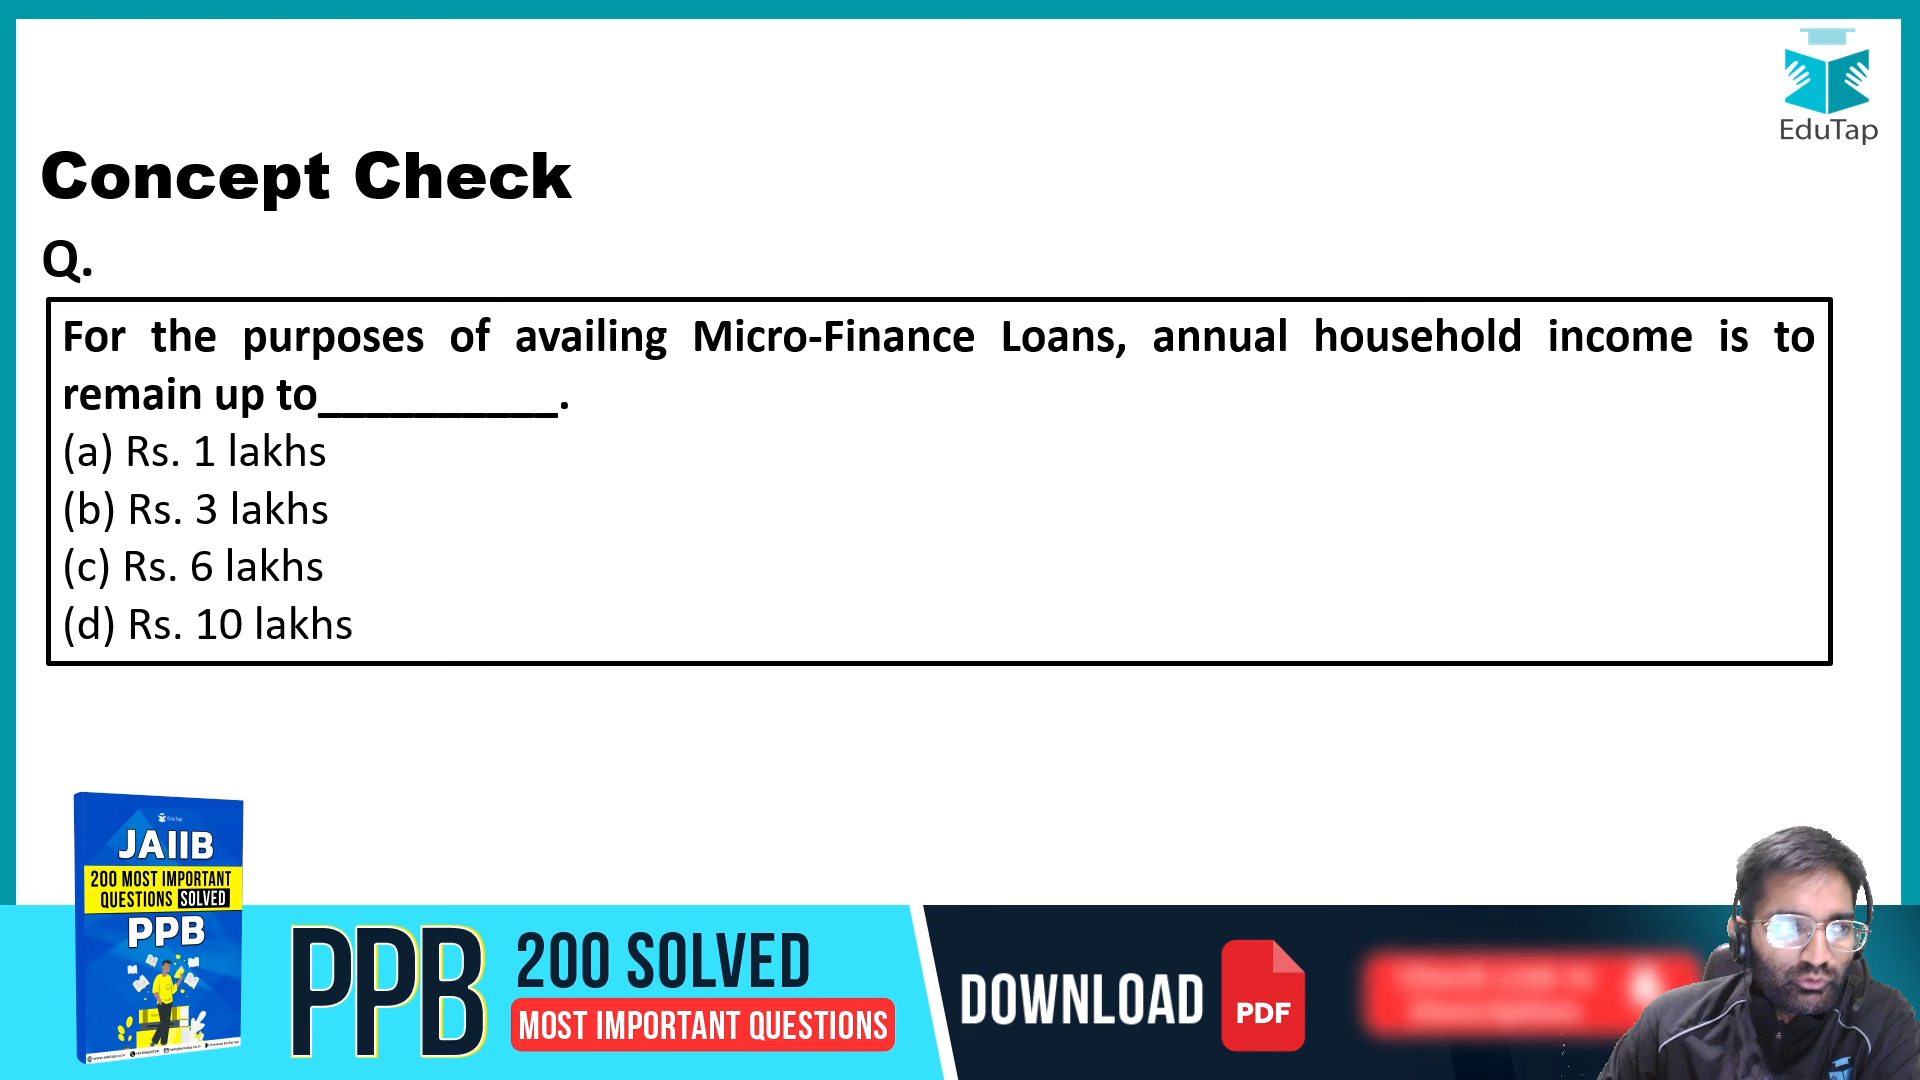 EduTap
Concept Check
Q.
For the purposes of availing Micro-Finance Loans, annual household income is to
remain up to__________.
(a) Rs. 1 lakhs
(b) Rs. 3 lakhs
(c) Rs. 6 lakhs
(d) Rs. 10 lakhs
EduTap
JAIIB
200 MOST IMPORTANT
QUESTIONS SOLVED
PPB
PPB
200 SOLVED
MOST IMPORTANT QUESTIONS
DOWNLOAD
PDF